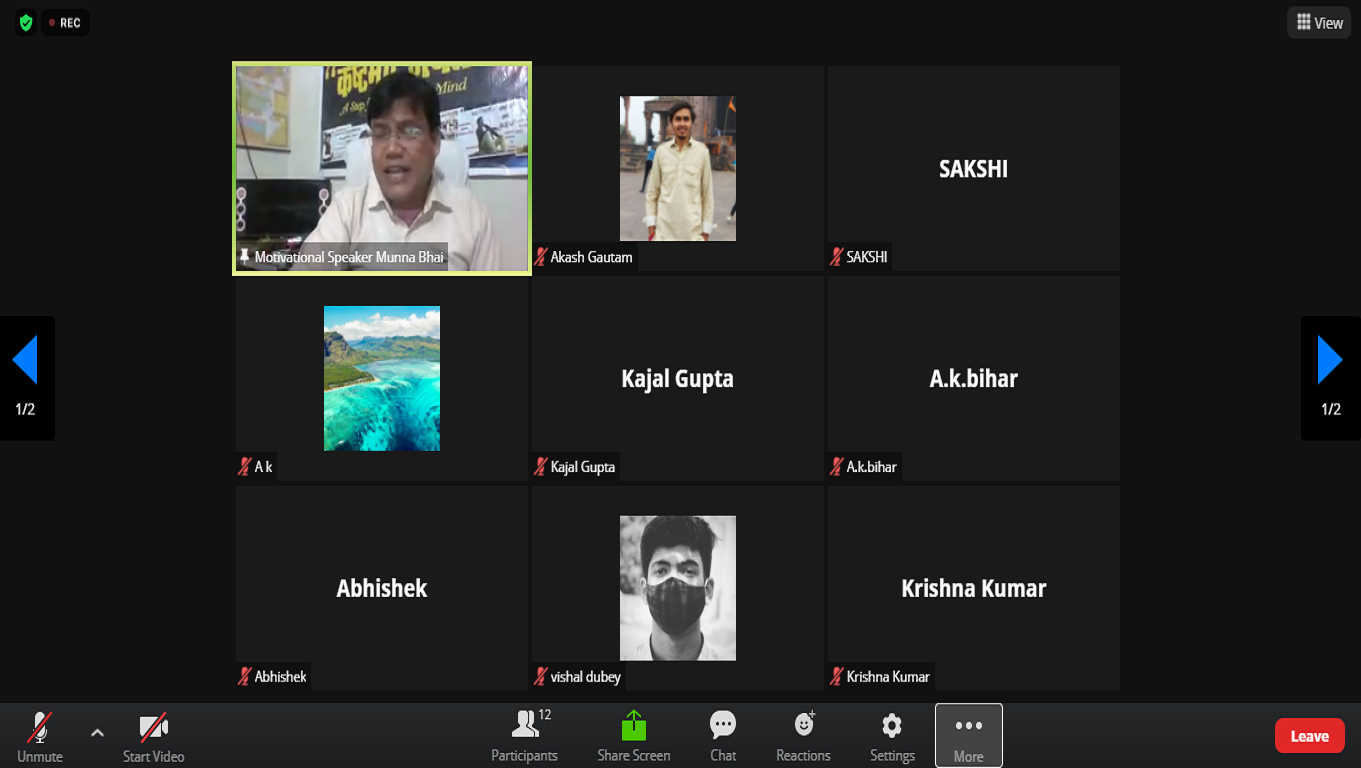 REC
View
Mind
Motivational Speaker Munna Bhai
Akash Gautam
SAKSHI
SAKSHI
A k
Kajal Gupta
Kajal Gupta
A.k.bihar
A.k.bihar
1/2
1/2
Abhishek
Abhishek
vishal dubey
Krishna Kumar
Krishna Kumar
Unmute
Start Video
12
Participants
Share Screen
Chat
Reactions
Settings
More
Leave